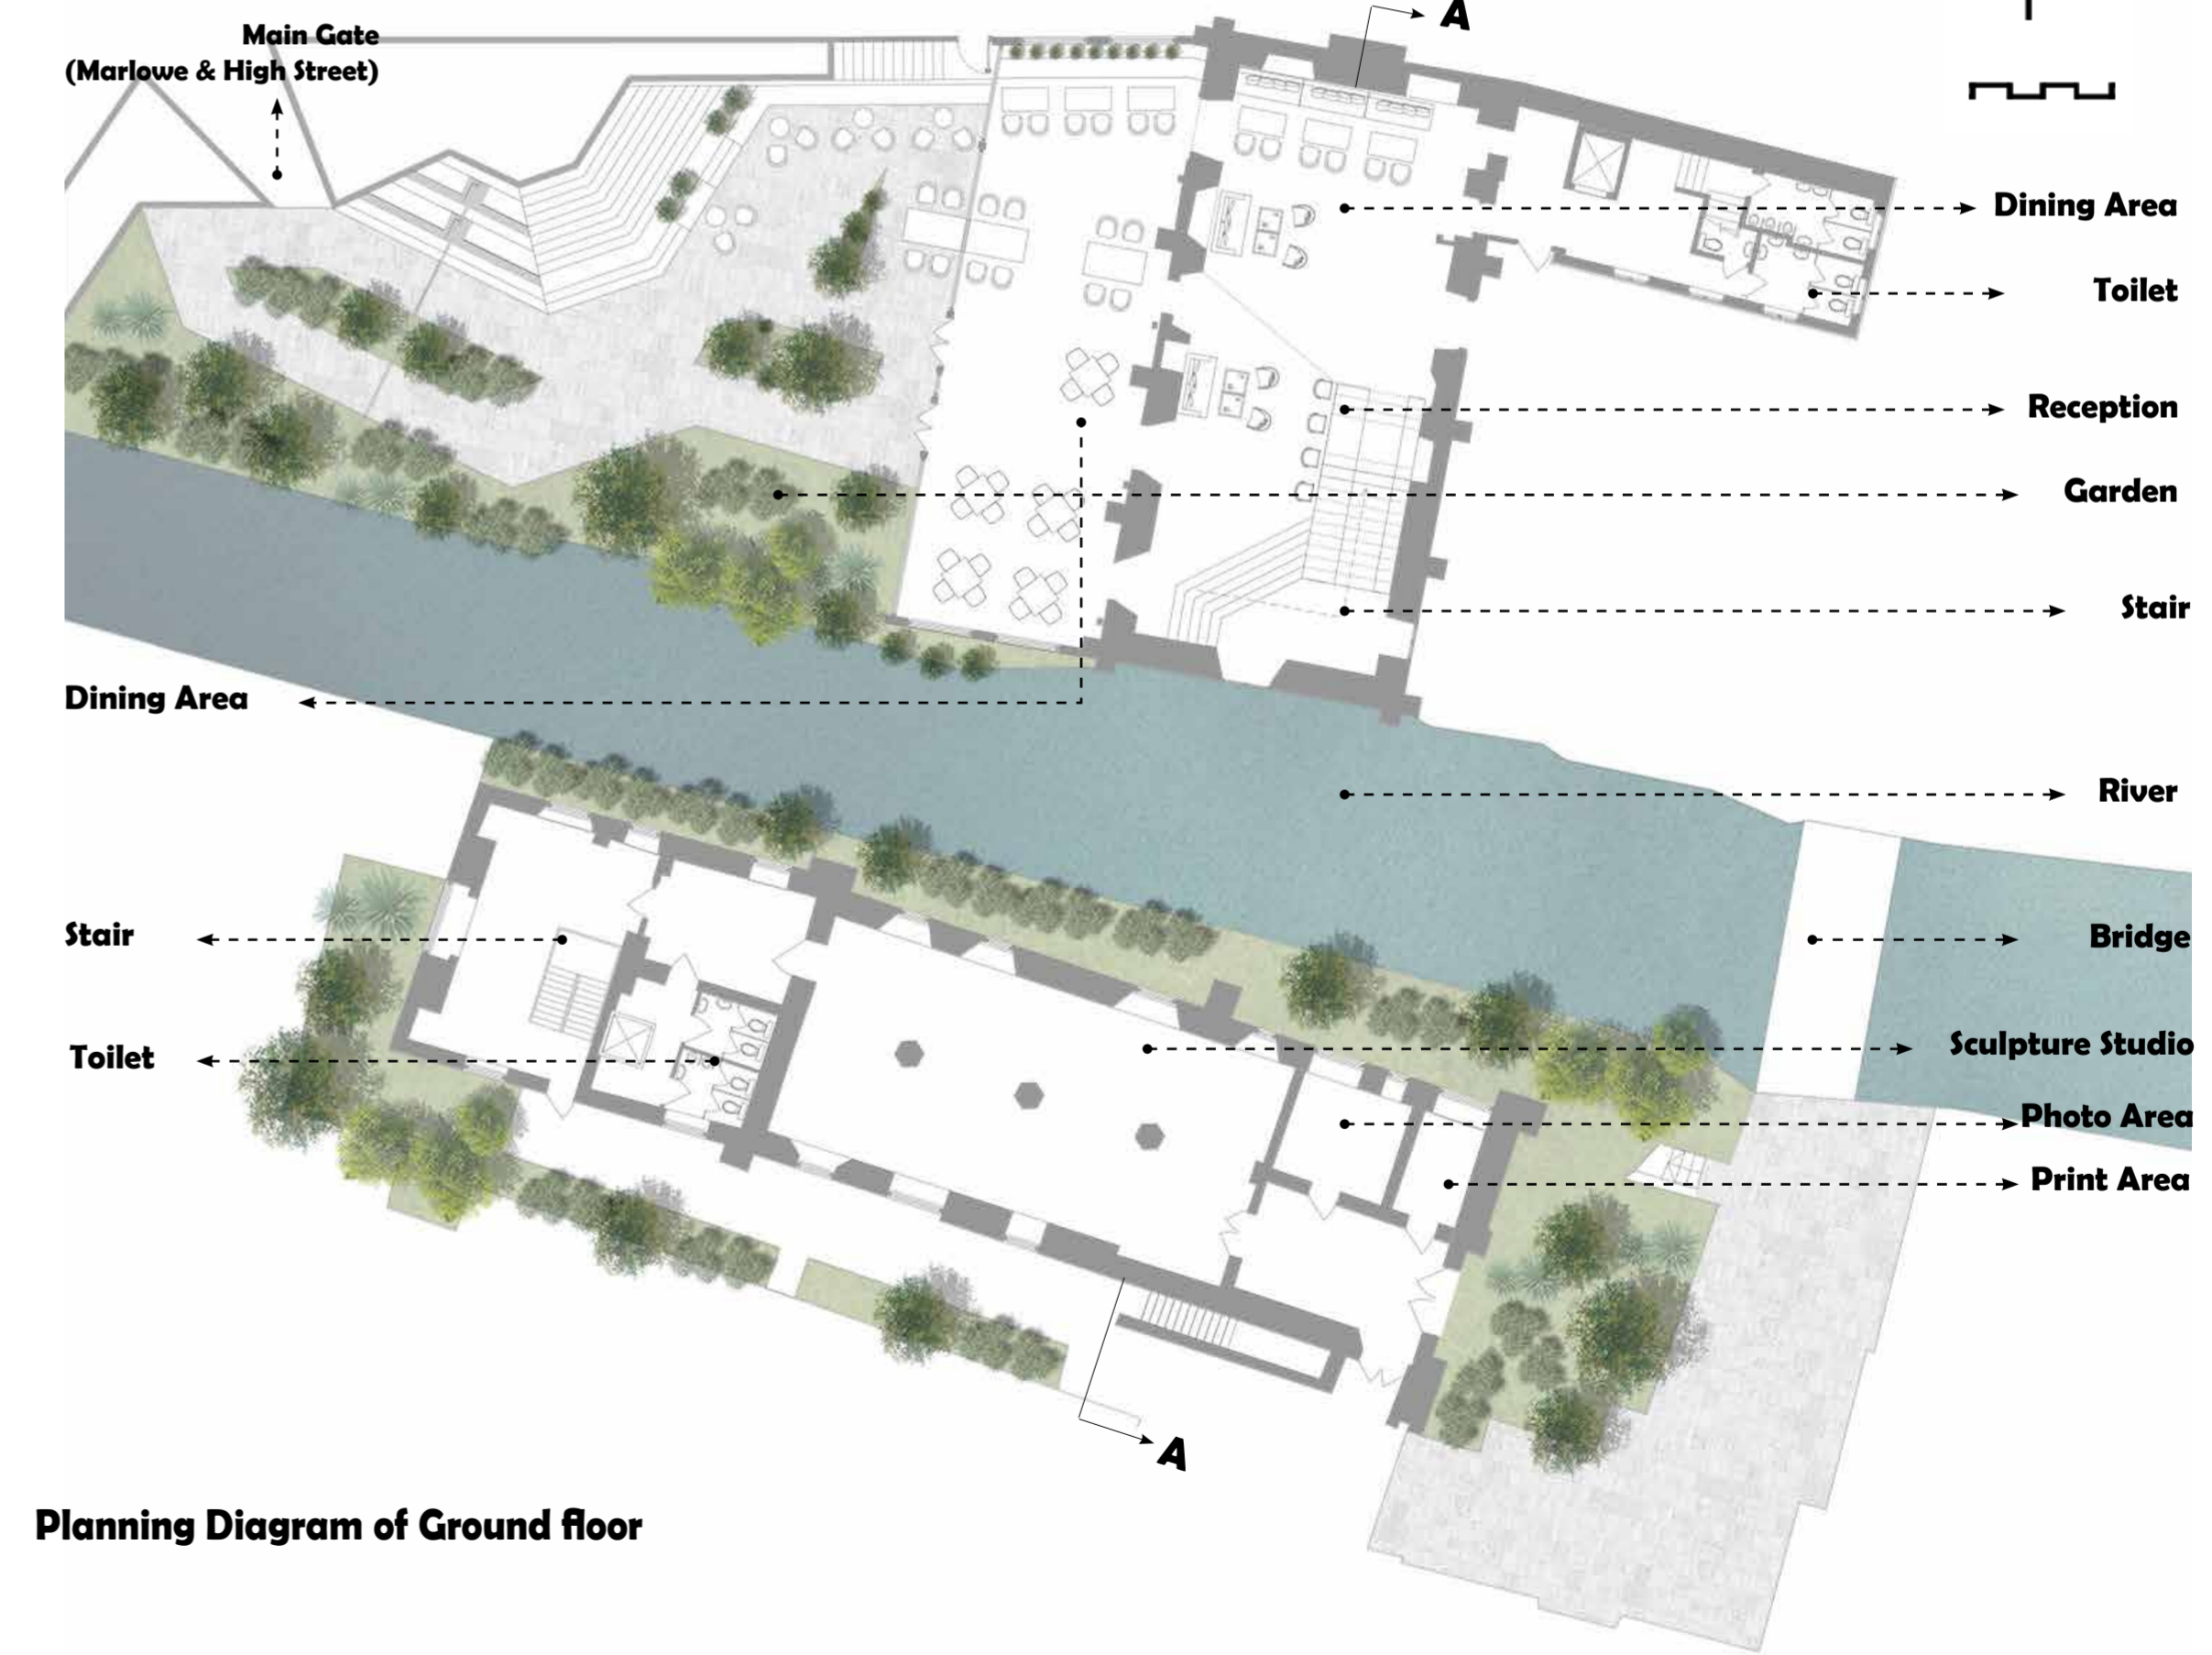 A
Main Gate
(Marlowe & High Street)
Dining Area
Toilet
Reception
Garden
Stair
Dining Area
River
Stair
Bridge
Toilet
Sculpture Studio
Photo Area
Print Area
A
Planning Diagram of Ground floor